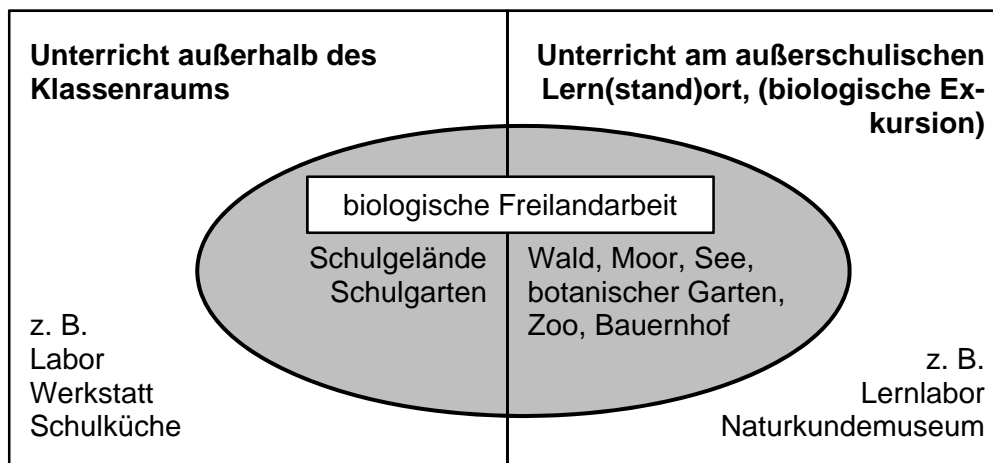 Unterricht außerhalb des
Klassenraums
Unterricht am außerschulischen
Lern(stand)ort, (biologische Ex-
kursion)
biologische Freilandarbeit
Schulgelände
Schulgarten
Wald, Moor, See,
botanischer Garten,
Zoo, Bauernhof
z. B.
Labor
Werkstatt
Schulküche
z. B.
Lernlabor
Naturkundemuseum